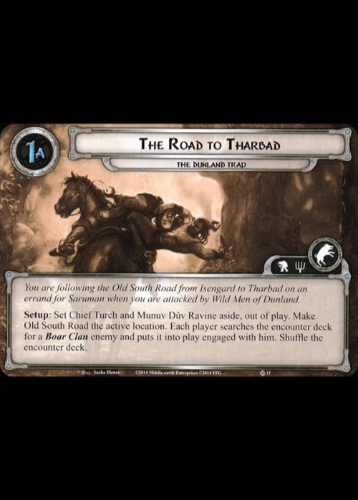 1A
THE ROAD TO THARBAD
THE DUNLAND TRAP
You are following the Old South Road from Isengard to Tharbad on an
errand for Saruman when you are attacked by Wild Men of Dunland.
Setup: Set Chief Turch and Munuv Dûv Ravine aside, out of play. Make
Old South Road the active location. Each player searches the encounter deck
for a Boar Clan enemy and puts it into play engaged with him. Shuffle the
encounter deck.
©2014 Middle-earth Enterprises ©2014 FFG